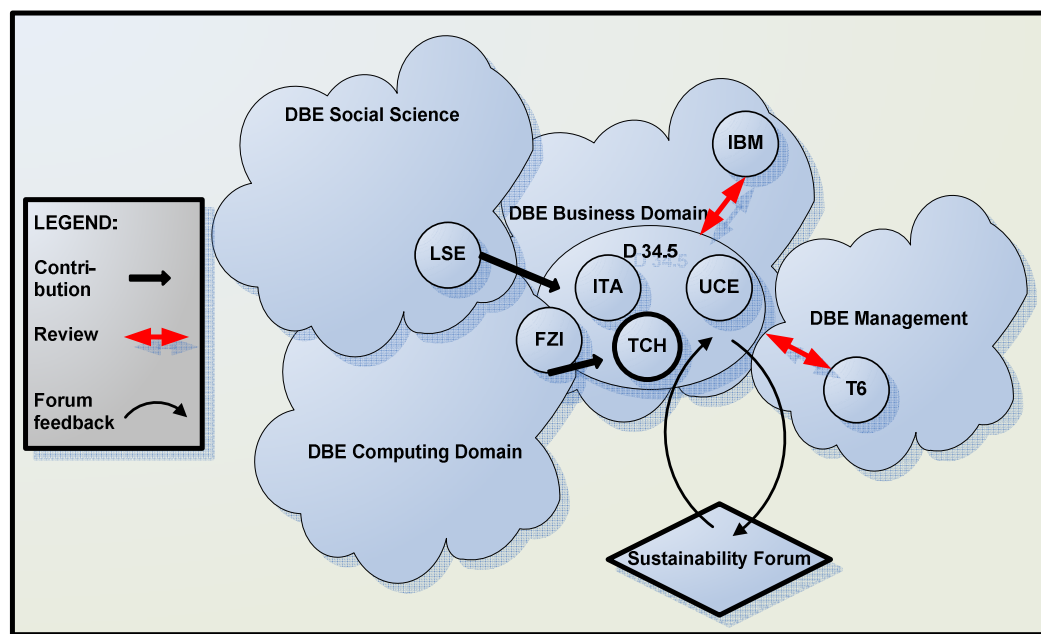 DBE Social Science
IBM
DBE Business Domain
LEGEND:
Contri-
bution
Review
Forum
feedback
LSE
D 34.5
ITA
UCE
FZI
TCH
DBE Management
T6
DBE Computing Domain
Sustainability Forum